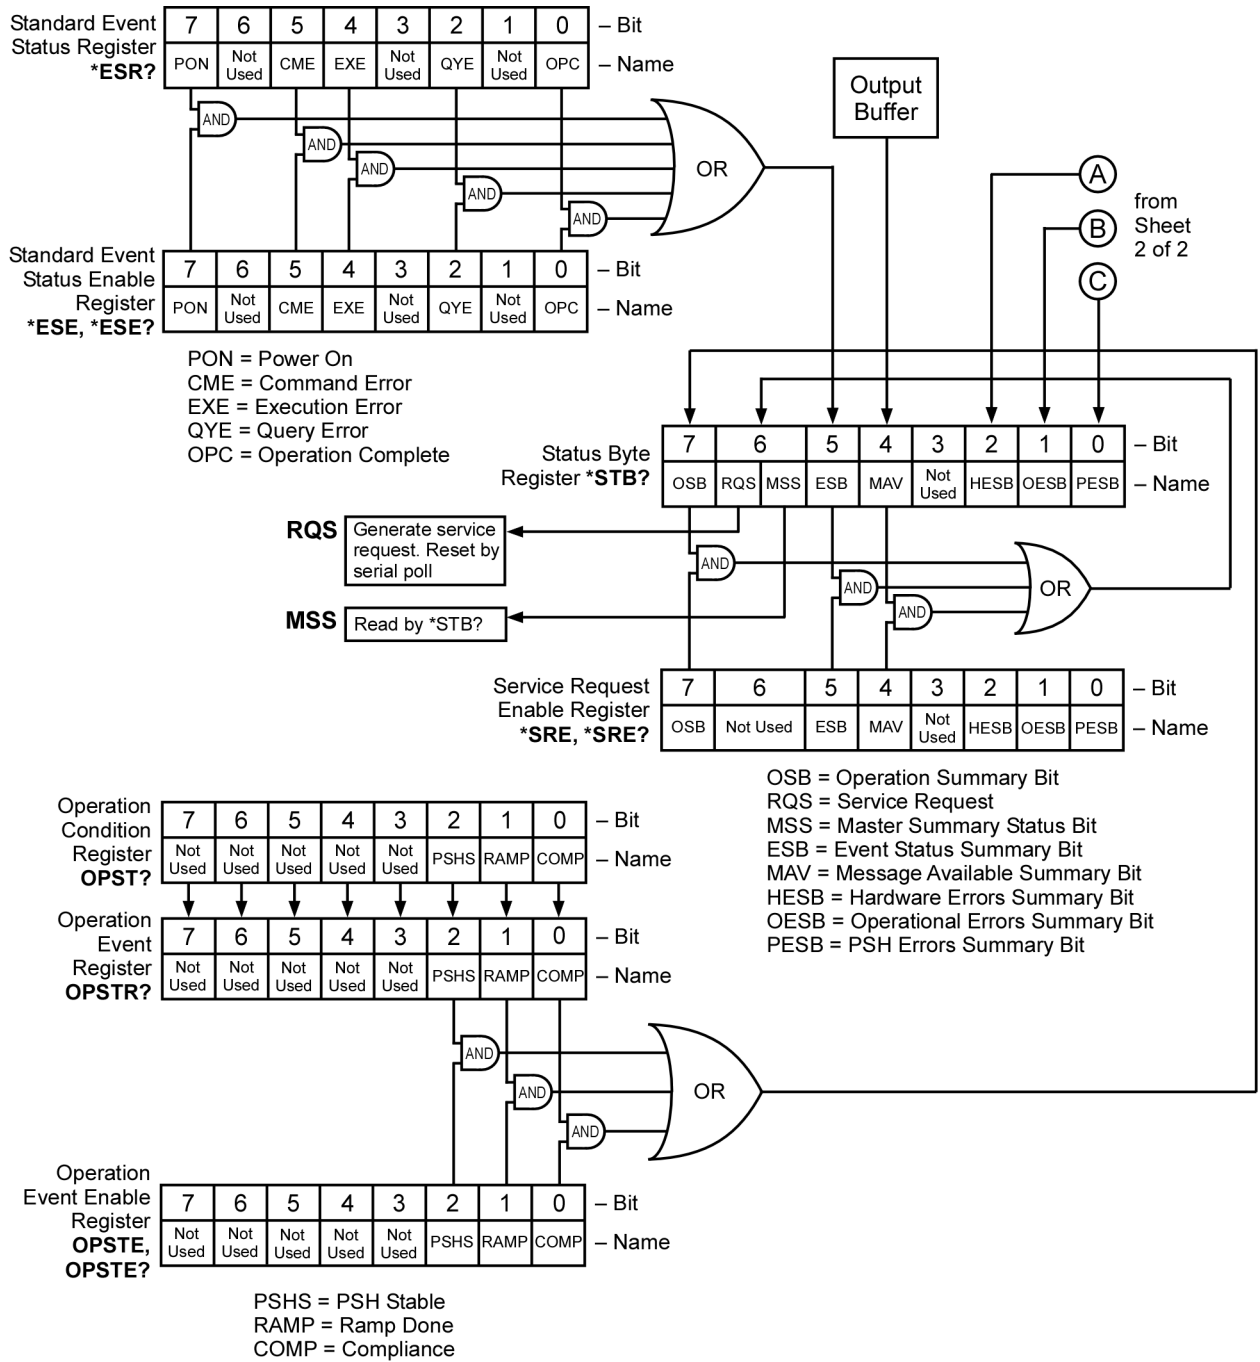 Standard Event
Status Register
*ESR?
7 6 5 4 3 2 1 0 – Bit
PON Not Used CME EXE Not Used QYE Not Used OPC – Name
AND
AND
AND
AND
AND
OR
Output
Buffer
A
B
C
from
Sheet
2 of 2
Standard Event
Status Enable
Register
*ESE, *ESE?
7 6 5 4 3 2 1 0 – Bit
PON Not Used CME EXE Not Used QYE Not Used OPC – Name
PON = Power On
CME = Command Error
EXE = Execution Error
QYE = Query Error
OPC = Operation Complete
Status Byte
Register *STB?
7 6 5 4 3 2 1 0 – Bit
OSB RQS MSS ESB MAV Not Used HESB OESB PESB – Name
RQS
Generate service
request. Reset by
serial poll
MSS
Read by *STB?
AND
AND
AND
OR
Service Request
Enable Register
*SRE, *SRE?
7 6 5 4 3 2 1 0 – Bit
OSB Not Used ESB MAV Not Used HESB OESB PESB – Name
OSB = Operation Summary Bit
RQS = Service Request
MSS = Master Summary Status Bit
ESB = Event Status Summary Bit
MAV = Message Available Summary Bit
HESB = Hardware Errors Summary Bit
OESB = Operational Errors Summary Bit
PESB = PSH Errors Summary Bit
Operation
Condition
Register
OPST?
7 6 5 4 3 2 1 0 – Bit
Not Used Not Used Not Used Not Used Not Used PSHS RAMP COMP – Name
Operation
Event
Register
OPSTR?
7 6 5 4 3 2 1 0 – Bit
Not Used Not Used Not Used Not Used Not Used PSHS RAMP COMP – Name
AND
AND
AND
OR
Operation
Event Enable
Register
OPSTE,
OPSTE?
7 6 5 4 3 2 1 0 – Bit
Not Used Not Used Not Used Not Used Not Used PSHS RAMP COMP – Name
PSHS = PSH Stable
RAMP = Ramp Done
COMP = Compliance